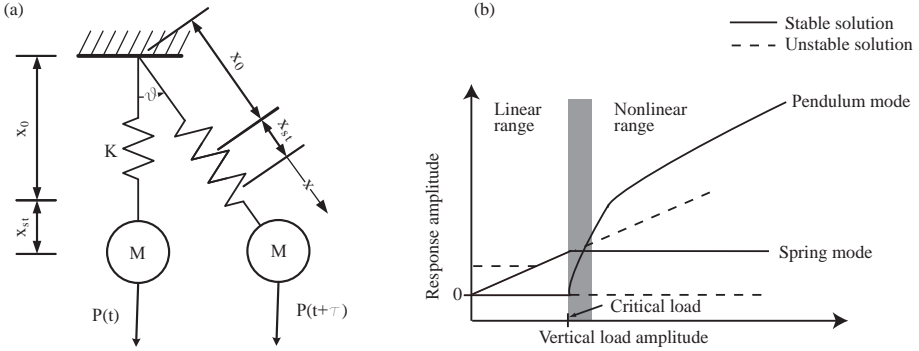 (a)
x0
xst
x
ϑ
x0
K
xst
M
M
P(t)
P(t+τ)
(b)
Stable solution
Unstable solution
Linear range
Nonlinear range
Pendulum mode
Response amplitude
Spring mode
0
Critical load
Vertical load amplitude